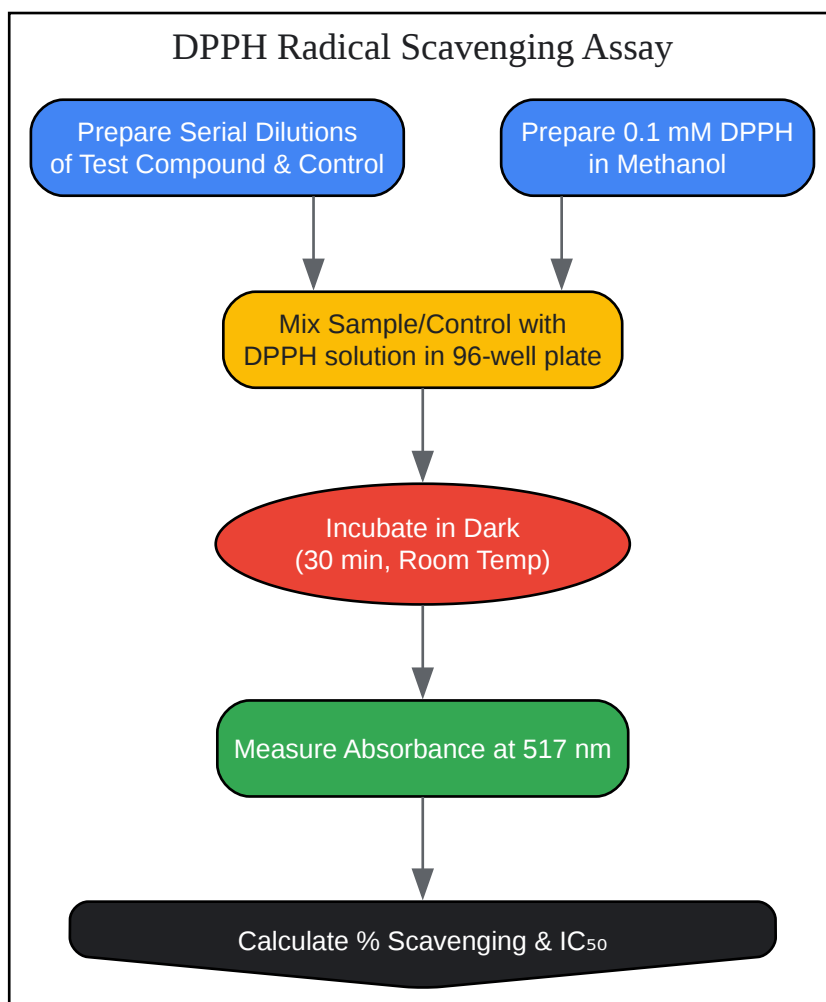 DPPH Radical Scavenging Assay
Prepare Serial Dilutions
of Test Compound & Control
Prepare 0.1 mM DPPH
in Methanol
Mix Sample/Control with
DPPH solution in 96-well plate
Incubate in Dark
(30 min, Room Temp)
Measure Absorbance at 517 nm
Calculate % Scavenging & IC₅₀